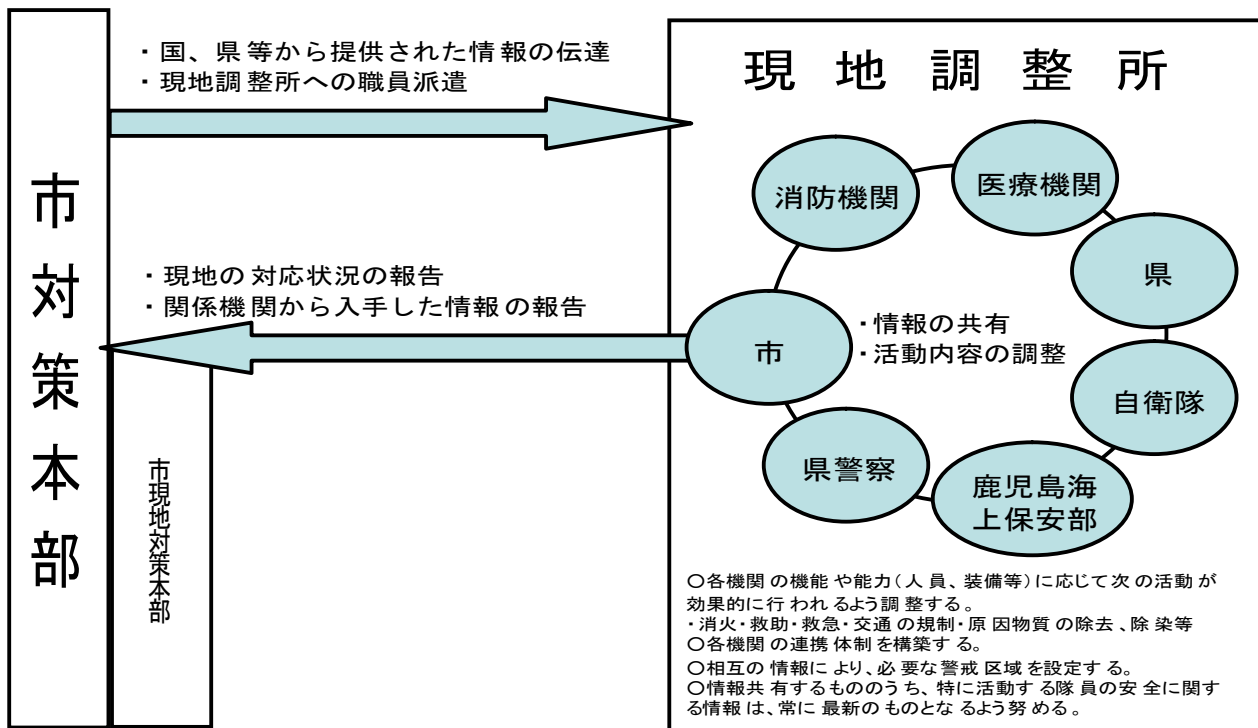 市対策本部
・国、県等から提供された情報の伝達
・現地調整所への職員派遣
・現地の対応状況の報告
・関係機関から入手した情報の報告
市現地対策本部
現地調整所
消防機関
医療機関
県
自衛隊
鹿児島海
上保安部
県警察
市
・情報の共有
・活動内容の調整
○各機関の機能や能力(人員、装備等)に応じて次の活動が
効果的に行われるよう調整する。
・消火・救助・救急・交通の規制・原因物質の除去、除染等
○各機関の連携体制を構築する。
○相互の情報により、必要な警戒区域を設定する。
○情報共有するもののうち、特に活動する隊員の安全に関す
る情報は、常に最新のものとなるよう努める。